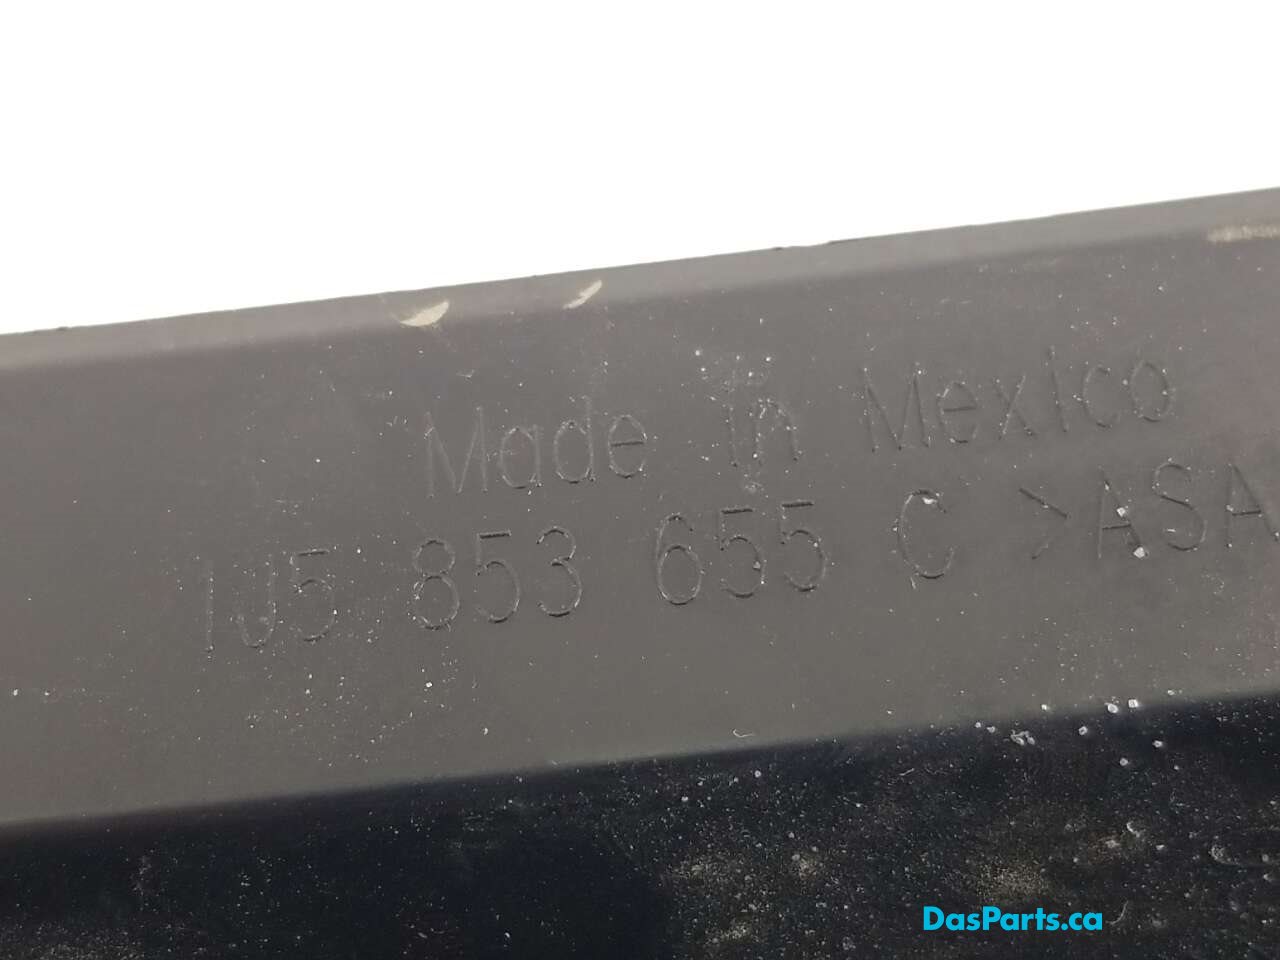 Made in Mexico
1J5 853 655 C >ASA
DasParts.ca